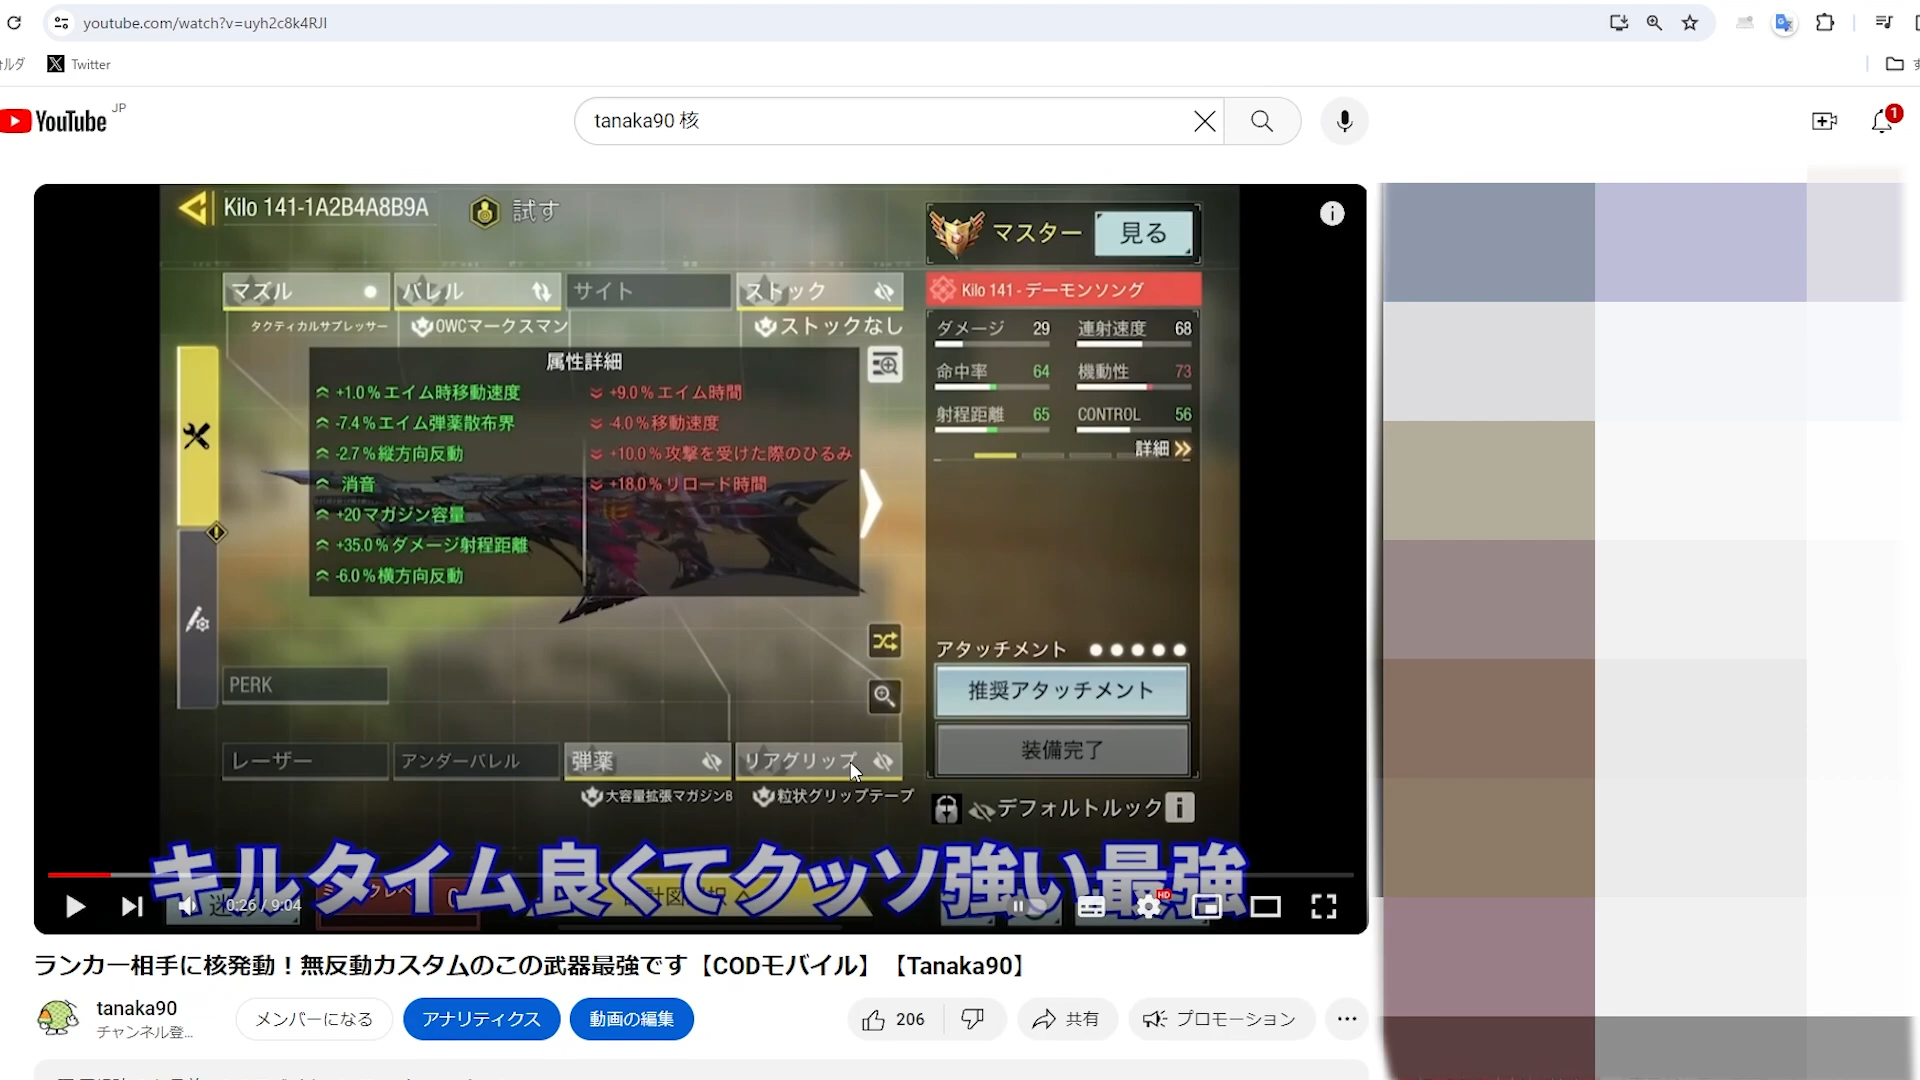 youtube.com/watch?v=uyh2c8k4RJI
ォルダ
Twitter
YouTube JP
tanaka90 核
1
Kilo 141-1A2B4A8B9A
試す
マスター
見る
マズル
バレル
サイト
ストック
タクティカルサプレッサー
OWCマークスマン
ストックなし
Kilo 141 - デーモンソング
ダメージ 29
連射速度 68
命中率 64
機動性 73
射程距離 65
CONTROL 56
詳細
属性詳細
+1.0%エイム時移動速度
-7.4%エイム弾薬散布界
-2.7%縦方向反動
消音
+20マガジン容量
+35.0%ダメージ射程距離
-6.0%横方向反動
+9.0%エイム時間
-4.0%移動速度
+10.0%攻撃を受けた際のひるみ
+18.0%リロード時間
アタッチメント
推奨アタッチメント
装備完了
PERK
レーザー
アンダーバレル
弾薬
リアグリップ
大容量拡張マガジンB
粒状グリップテープ
デフォルトルック
キルタイム良くてクッソ強い最強
0:26 / 9:04
HD
ランカー相手に核発動！無反動カスタムのこの武器最強です【CODモバイル】【Tanaka90】
tanaka90
チャンネル登...
メンバーになる
アナリティクス
動画の編集
206
共有
プロモーション